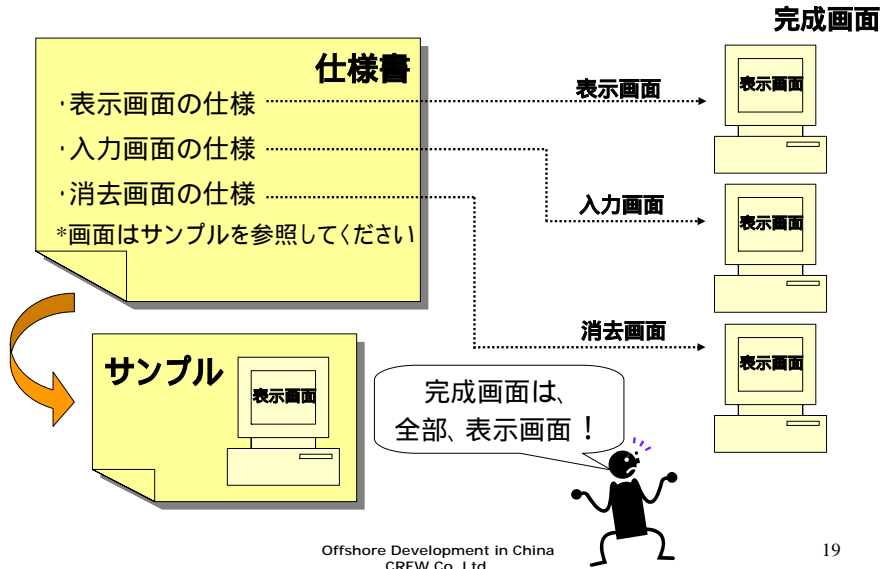 完成画面
仕様書
･表示画面の仕様
･入力画面の仕様
･消去画面の仕様
*画面はサンプルを参照してください
表示画面
表示画面
入力画面
表示画面
消去画面
表示画面
サンプル
表示画面
完成画面は、
全部、表示画面！
Offshore Development in China
CREW Co. Ltd
19